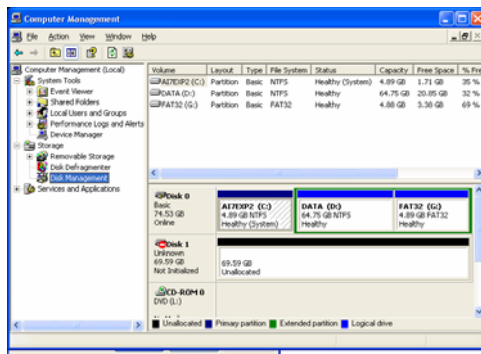 Computer Management
File Action View Window Help
Computer Management (Local)
System Tools
Event Viewer
Shared Folders
Local Users and Groups
Performance Logs and Alerts
Device Manager
Storage
Removable Storage
Disk Defragmenter
Disk Management
Services and Applications
Volume Layout Type File System Status Capacity Free Space % Fre
AI7EXP2 (C:) Partition Basic NTFS Healthy (System) 4.89 GB 1.71 GB 35 %
DATA (D:) Partition Basic NTFS Healthy 64.75 GB 20.85 GB 32 %
FAT32 (G:) Partition Basic FAT32 Healthy 4.88 GB 3.38 GB 69 %
Disk 0
Basic
74.53 GB
Online
AI7EXP2 (C:)
4.89 GB NTFS
Healthy (System)
DATA (D:)
64.75 GB NTFS
Healthy
FAT32 (G:)
4.89 GB FAT32
Healthy
Disk 1
Unknown
69.59 GB
Not Initialized
69.59 GB
Unallocated
CD-ROM 0
DVD (L:)
Unallocated Primary partition Extended partition Logical drive